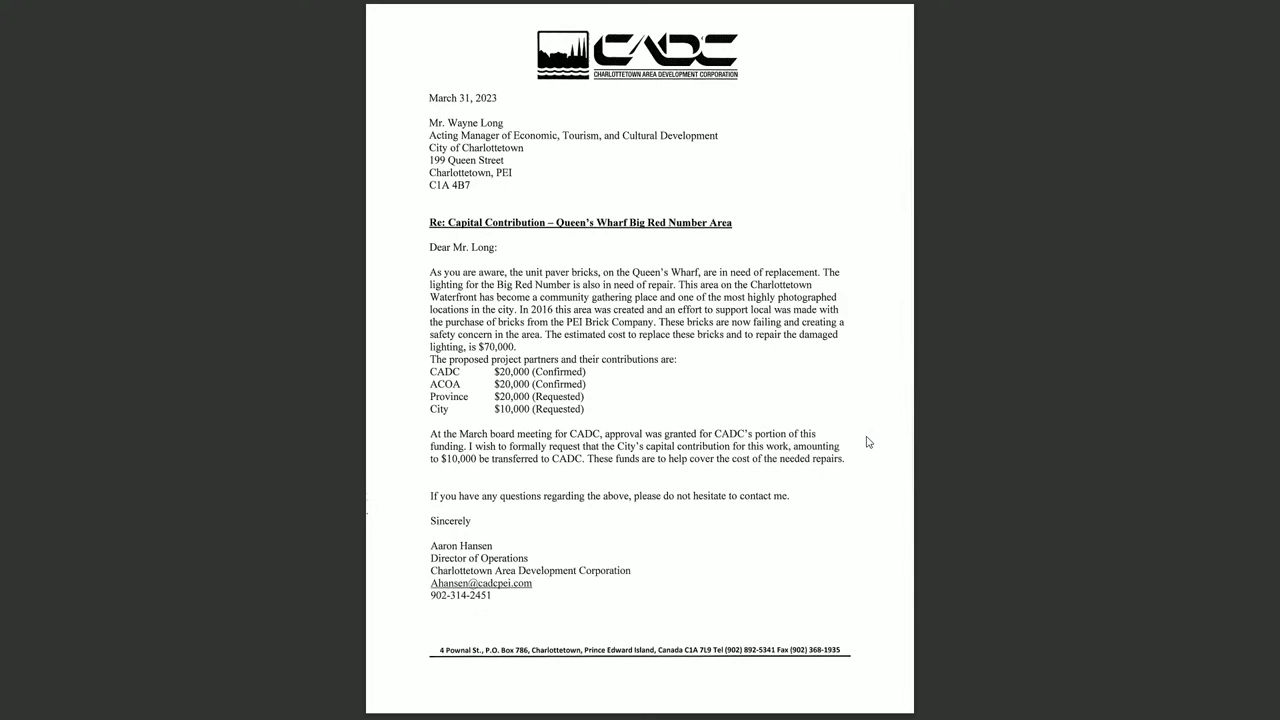 CADC
CHARLOTTETOWN AREA DEVELOPMENT CORPORATION
March 31, 2023
Mr. Wayne Long
Acting Manager of Economic, Tourism, and Cultural Development
City of Charlottetown
199 Queen Street
Charlottetown, PEI
C1A 4B7
Re: Capital Contribution – Queen's Wharf Big Red Number Area
Dear Mr. Long:
As you are aware, the unit paver bricks, on the Queen's Wharf, are in need of replacement. The
lighting for the Big Red Number is also in need of repair. This area on the Charlottetown
Waterfront has become a community gathering place and one of the most highly photographed
locations in the city. In 2016 this area was created and an effort to support local was made with
the purchase of bricks from the PEI Brick Company. These bricks are now failing and creating a
safety concern in the area. The estimated cost to replace these bricks and to repair the damaged
lighting, is $70,000.
The proposed project partners and their contributions are:
CADC $20,000 (Confirmed)
ACOA $20,000 (Confirmed)
Province $20,000 (Requested)
City $10,000 (Requested)
At the March board meeting for CADC, approval was granted for CADC's portion of this
funding. I wish to formally request that the City's capital contribution for this work, amounting
to $10,000 be transferred to CADC. These funds are to help cover the cost of the needed repairs.
If you have any questions regarding the above, please do not hesitate to contact me.
Sincerely
Aaron Hansen
Director of Operations
Charlottetown Area Development Corporation
Ahansen@cadcpei.com
902-314-2451
4 Pownal St., P.O. Box 786, Charlottetown, Prince Edward Island, Canada C1A 7L9 Tel (902) 892-5341 Fax (902) 368-1935